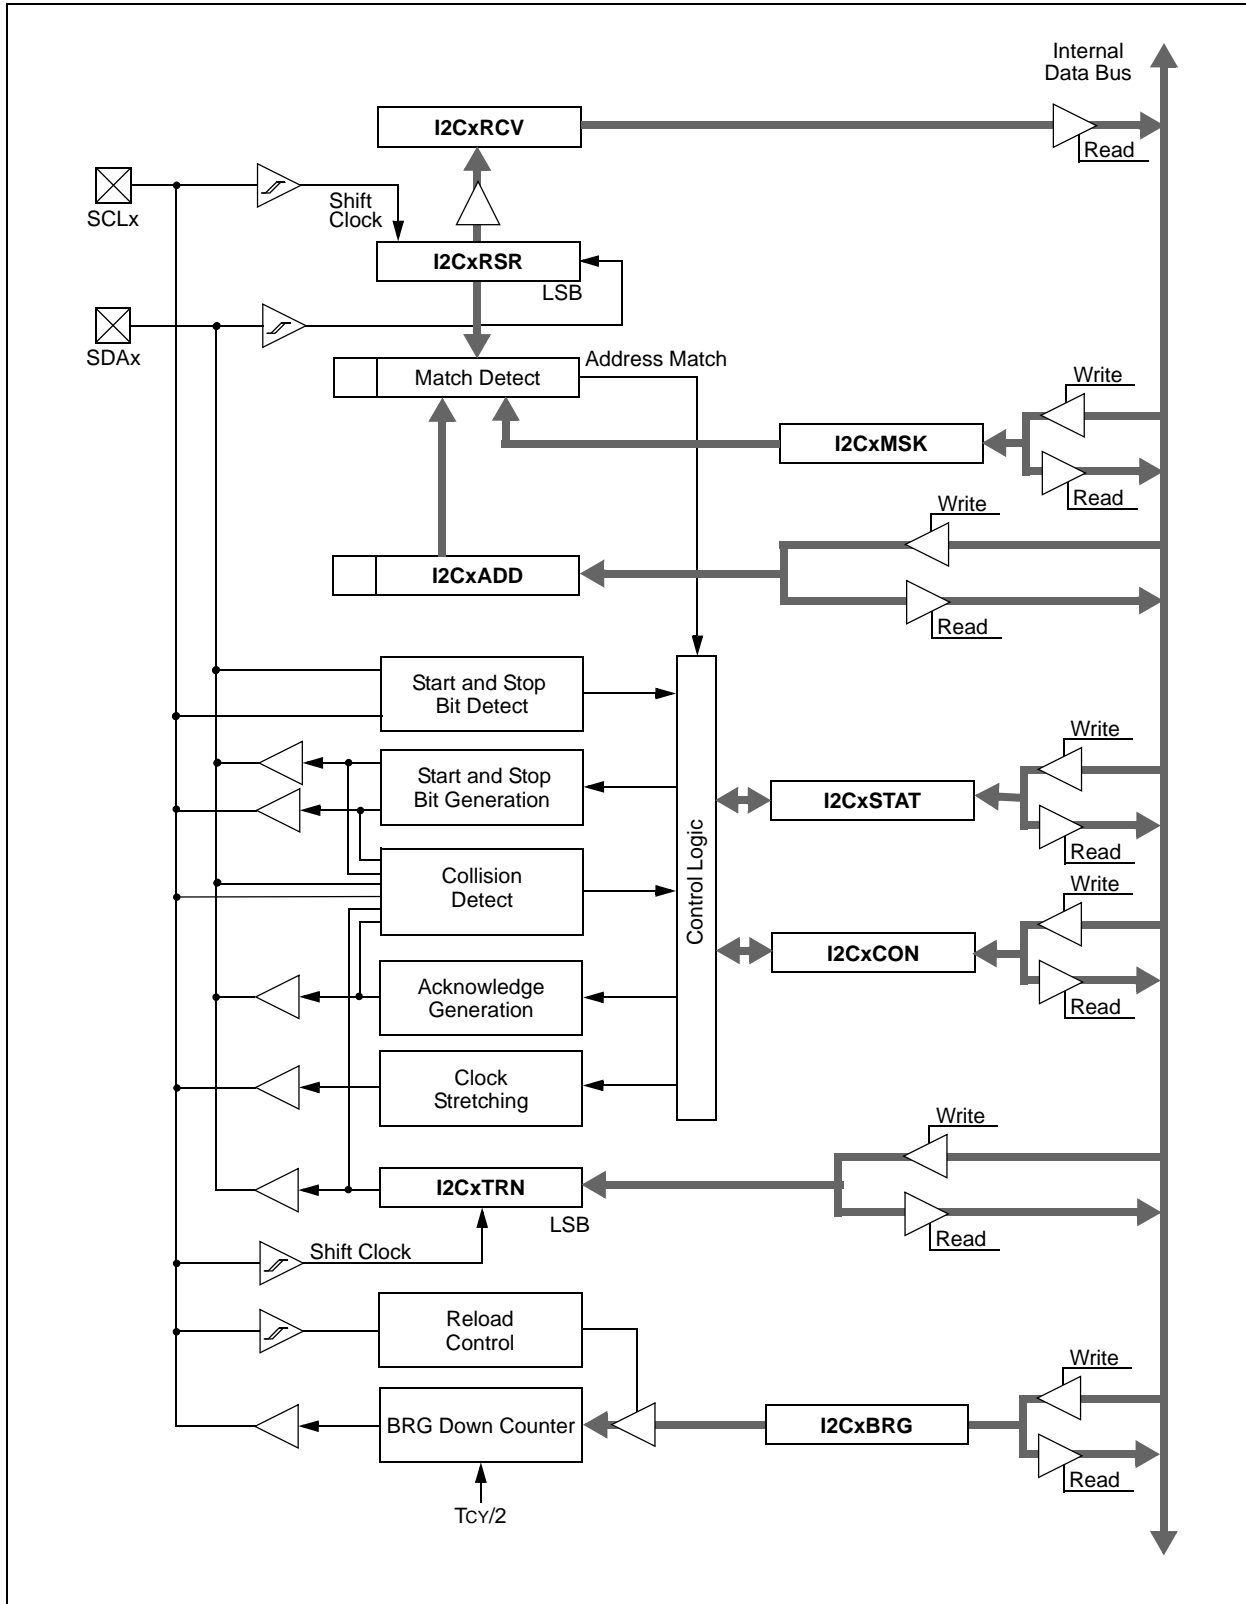 Internal
Data Bus
I2CxRCV
Read
SCLx
Shift
Clock
I2CxRSR
LSB
SDAx
Address Match
Match Detect
Write
I2CxMSK
Read
Write
I2CxADD
Read
Start and Stop
Bit Detect
Write
Start and Stop
Bit Generation
I2CxSTAT
Read
Control Logic
Collision
Detect
Write
I2CxCON
Read
Acknowledge
Generation
Clock
Stretching
Write
I2CxTRN
LSB
Read
Shift Clock
Reload
Control
Write
BRG Down Counter
I2CxBRG
Read
TCY/2